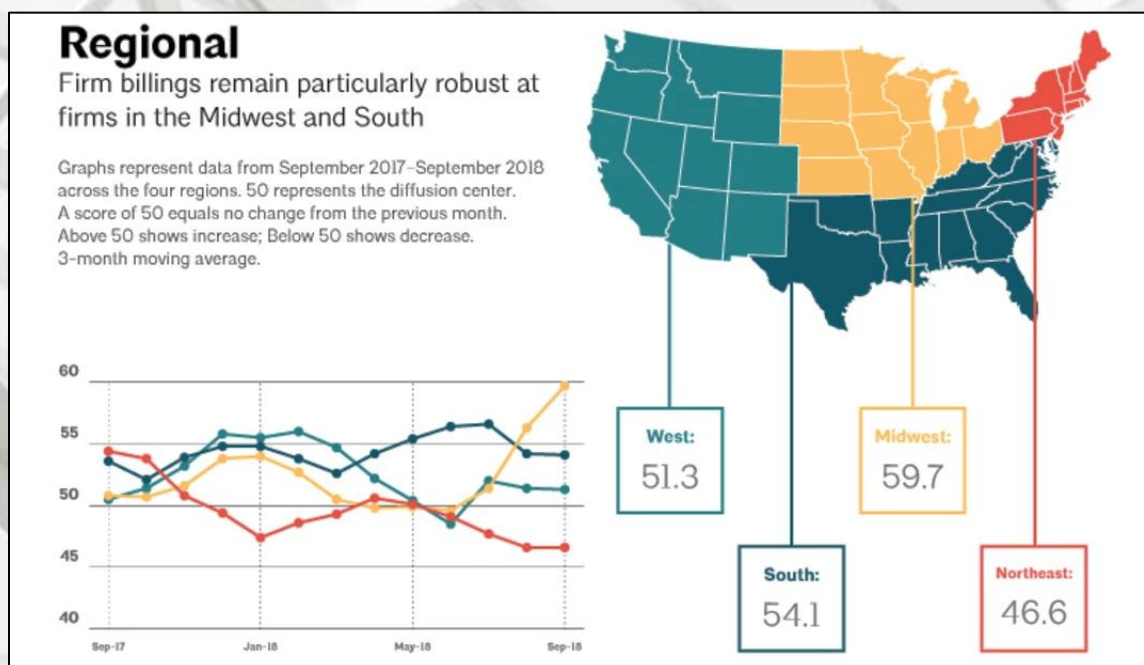 Regional
Firm billings remain particularly robust at
firms in the Midwest and South
Graphs represent data from September 2017–September 2018
across the four regions. 50 represents the diffusion center.
A score of 50 equals no change from the previous month.
Above 50 shows increase; Below 50 shows decrease.
3-month moving average.
60
55
50
45
40
Sep-17
Jan-18
May-18
Sep-18
West:
51.3
Midwest:
59.7
South:
54.1
Northeast:
46.6